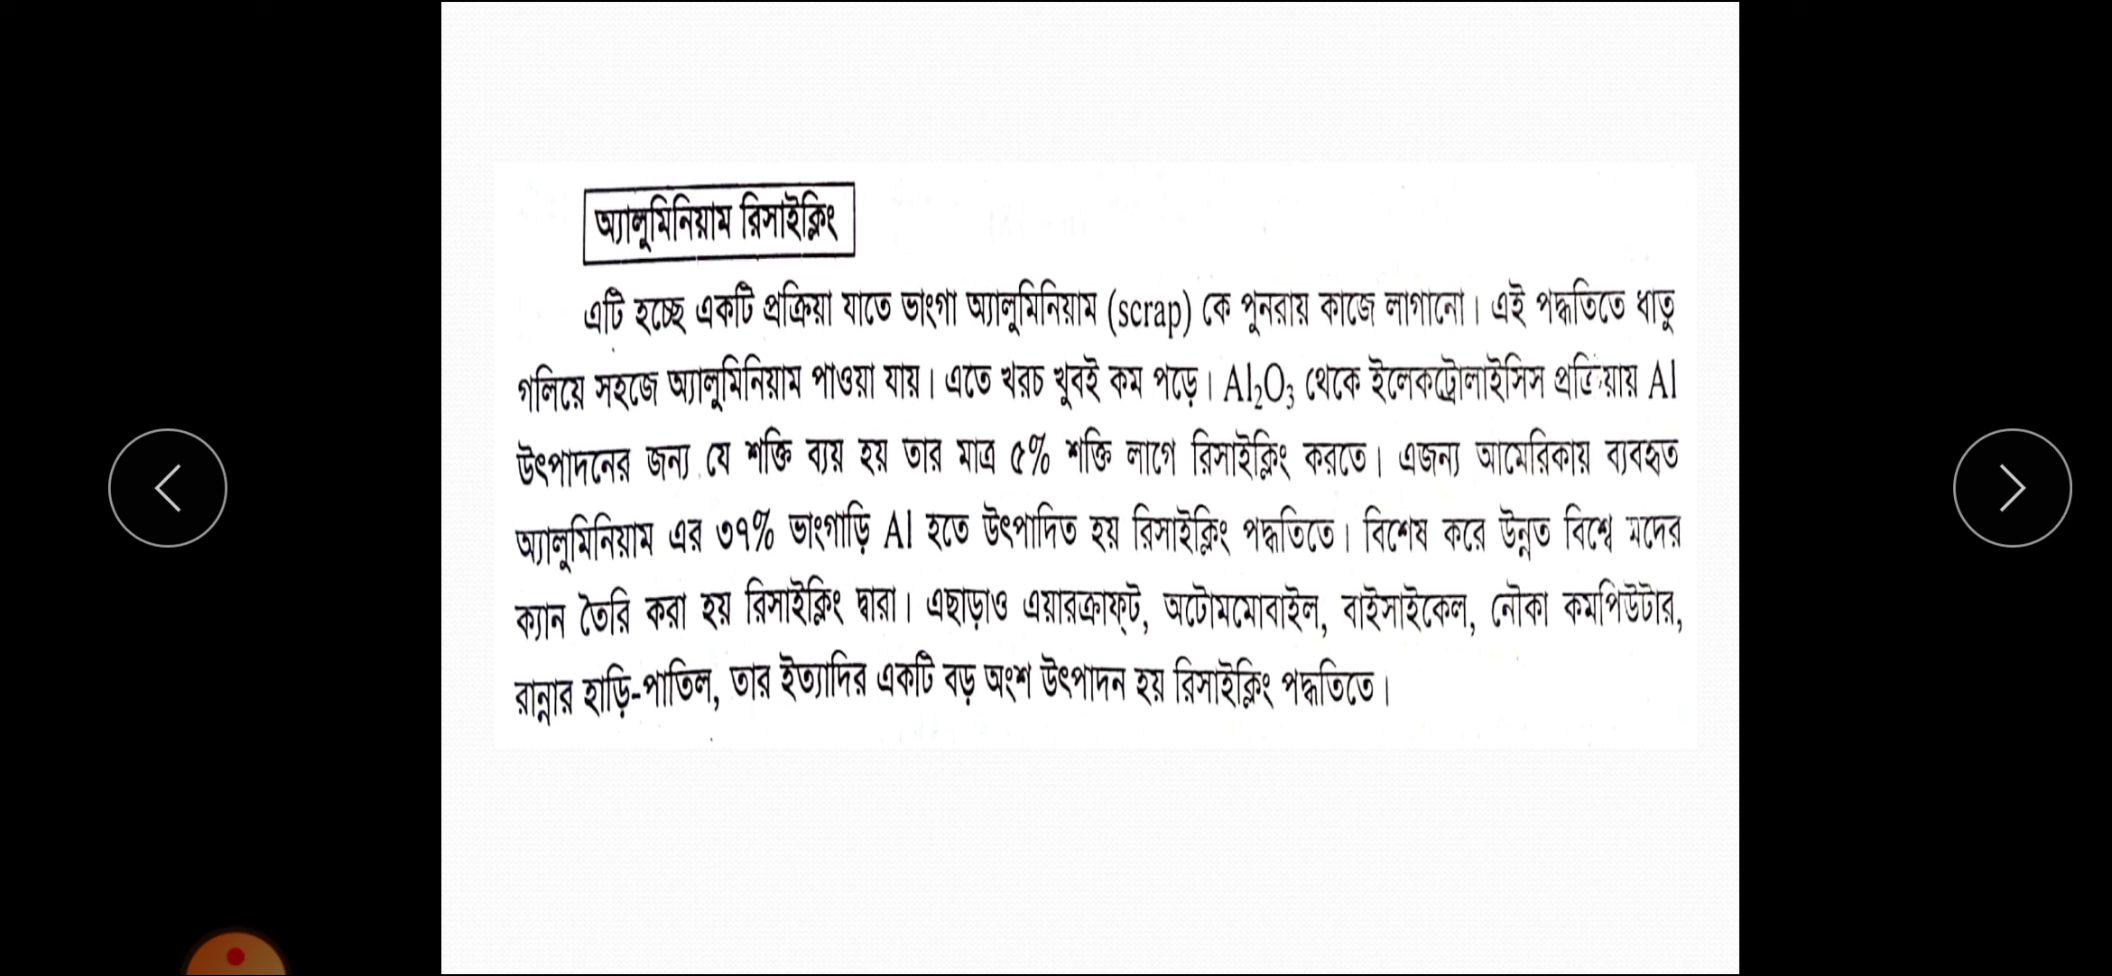 অ্যালুমিনিয়াম রিসাইক্লিং
এটি হচ্ছে একটি প্রক্রিয়া যাতে ভাংগা অ্যালুমিনিয়াম (scrap) কে পুনরায় কাজে লাগানো। এই পদ্ধতিতে ধাতু
গলিয়ে সহজে অ্যালুমিনিয়াম পাওয়া যায়। এতে খরচ খুবই কম পড়ে। Al₂O₃ থেকে ইলেকট্রোলাইসিস প্রক্রিয়ায় Al
উৎপাদনের জন্য যে শক্তি ব্যয় হয় তার মাত্র ৫% শক্তি লাগে রিসাইক্লিং করতে। এজন্য আমেরিকায় ব্যবহৃত
অ্যালুমিনিয়াম এর ৩৭% ভাংগাড়ি Al হতে উৎপাদিত হয় রিসাইক্লিং পদ্ধতিতে। বিশেষ করে উন্নত বিশ্বে মদের
ক্যান তৈরি করা হয় রিসাইক্লিং দ্বারা। এছাড়াও এয়ারক্রাফ্‌ট, অটোমমোবাইল, বাইসাইকেল, নৌকা কমপিউটার,
রান্নার হাড়ি-পাতিল, তার ইত্যাদির একটি বড় অংশ উৎপাদন হয় রিসাইক্লিং পদ্ধতিতে।